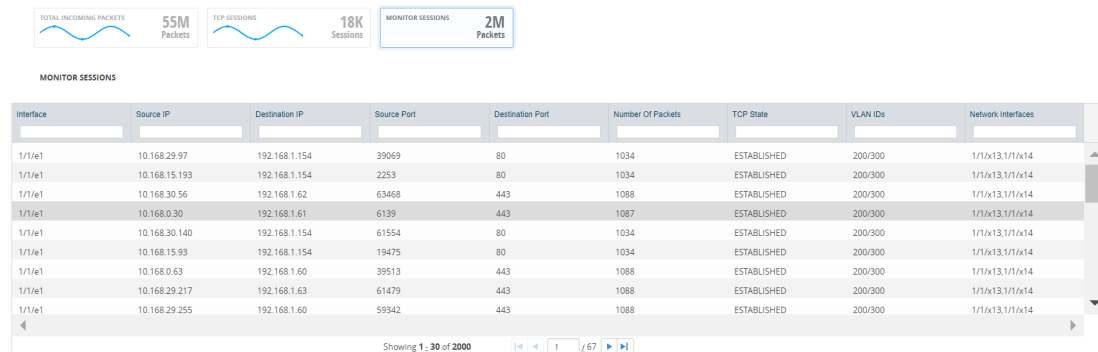 TOTAL INCOMING PACKETS 55M Packets
TCP SESSIONS 18K Sessions
MONITOR SESSIONS 2M Packets
MONITOR SESSIONS
Interface Source IP Destination IP Source Port Destination Port Number Of Packets TCP State VLAN IDs Network Interfaces
1/1/e1 10.168.29.97 192.168.1.154 39069 80 1034 ESTABLISHED 200/300 1/1/x13,1/1/x14
1/1/e1 10.168.15.193 192.168.1.154 2253 80 1034 ESTABLISHED 200/300 1/1/x13,1/1/x14
1/1/e1 10.168.30.56 192.168.1.62 63468 443 1088 ESTABLISHED 200/300 1/1/x13,1/1/x14
1/1/e1 10.168.0.30 192.168.1.61 6139 443 1087 ESTABLISHED 200/300 1/1/x13,1/1/x14
1/1/e1 10.168.30.140 192.168.1.154 61554 80 1034 ESTABLISHED 200/300 1/1/x13,1/1/x14
1/1/e1 10.168.15.93 192.168.1.154 19475 80 1034 ESTABLISHED 200/300 1/1/x13,1/1/x14
1/1/e1 10.168.0.63 192.168.1.60 39513 443 1088 ESTABLISHED 200/300 1/1/x13,1/1/x14
1/1/e1 10.168.29.217 192.168.1.63 61479 443 1088 ESTABLISHED 200/300 1/1/x13,1/1/x14
1/1/e1 10.168.29.255 192.168.1.60 59342 443 1088 ESTABLISHED 200/300 1/1/x13,1/1/x14
Showing 1 - 30 of 2000 1 / 67